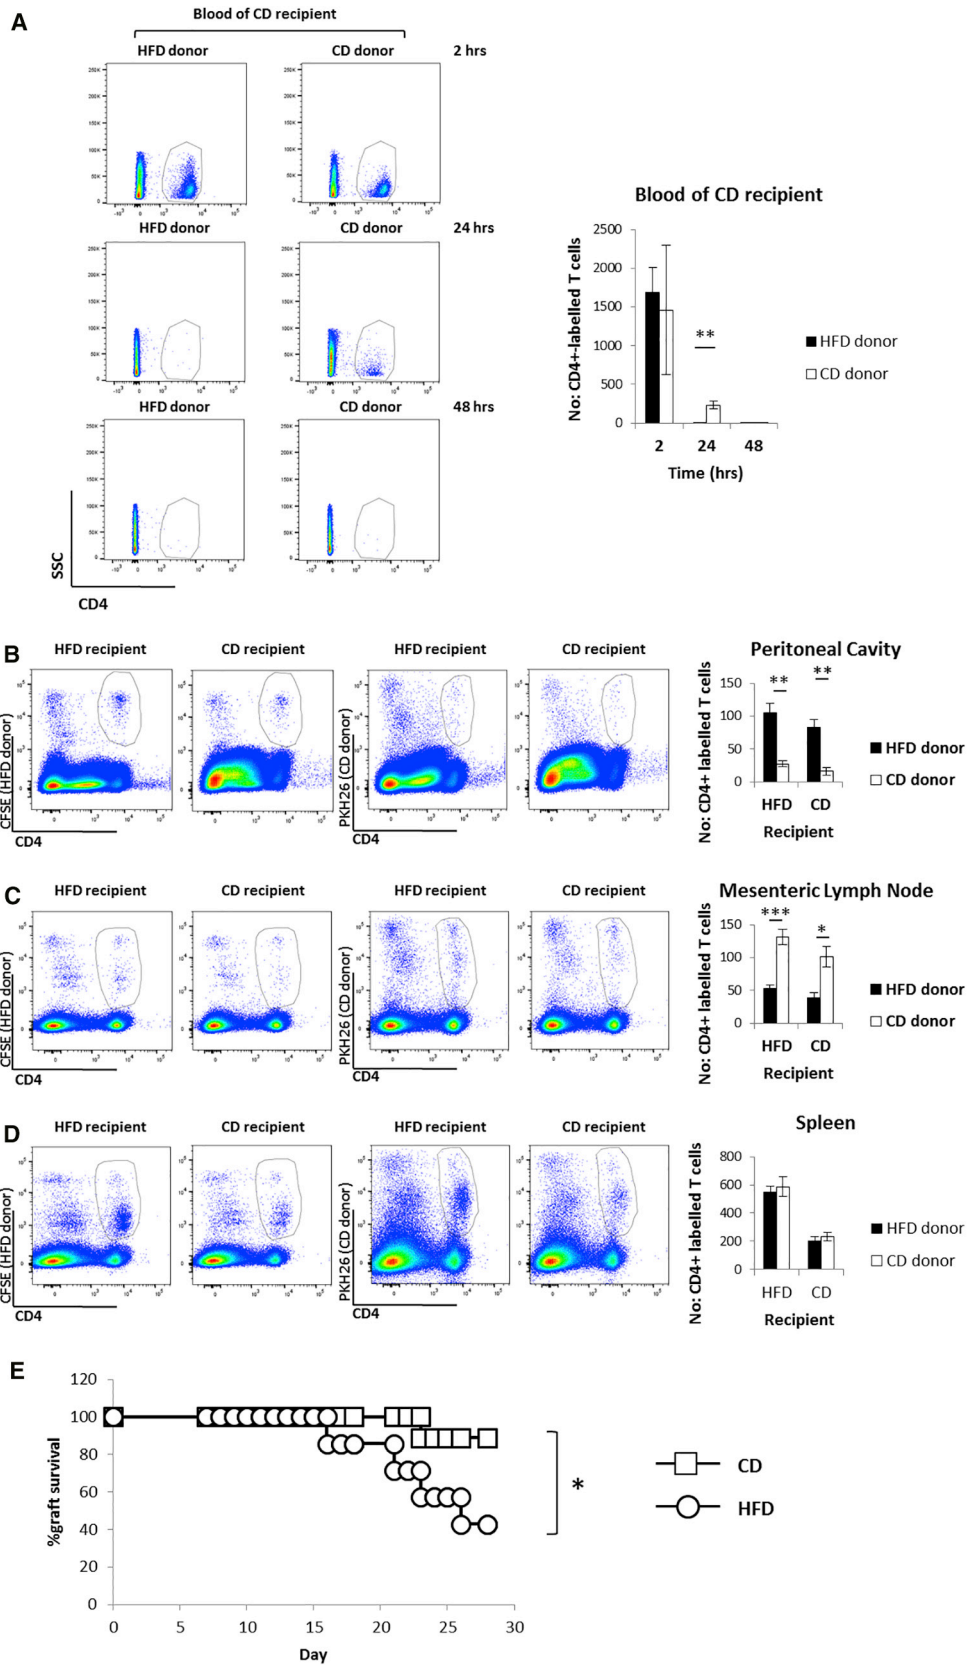 A
Blood of CD recipient
HFD donor CD donor 2 hrs
HFD donor CD donor 24 hrs
HFD donor CD donor 48 hrs
SSC
CD4
Blood of CD recipient
No: CD4+-labelled T cells
2500
2000
1500
1000
500
0
**
2 24 48
Time (hrs)
HFD donor
CD donor
B
HFD recipient CD recipient HFD recipient CD recipient
CFSE (HFD donor)
CD4
PKH26 (CD donor)
CD4
Peritoneal Cavity
No: CD4+ labelled T cells
150
100
50
0
** **
HFD CD
Recipient
HFD donor
CD donor
C
HFD recipient CD recipient HFD recipient CD recipient
CFSE (HFD donor)
CD4
PKH26 (CD donor)
CD4
Mesenteric Lymph Node
No: CD4+ labelled T cells
150
100
50
0
*** *
HFD CD
Recipient
HFD donor
CD donor
D
HFD recipient CD recipient HFD recipient CD recipient
CFSE (HFD donor)
CD4
PKH26 (CD donor)
CD4
Spleen
No: CD4+ labelled T cells
800
600
400
200
0
HFD CD
Recipient
HFD donor
CD donor
E
%graft survival
120
100
80
60
40
20
0
0 5 10 15 20 25 30
Day
*
CD
HFD